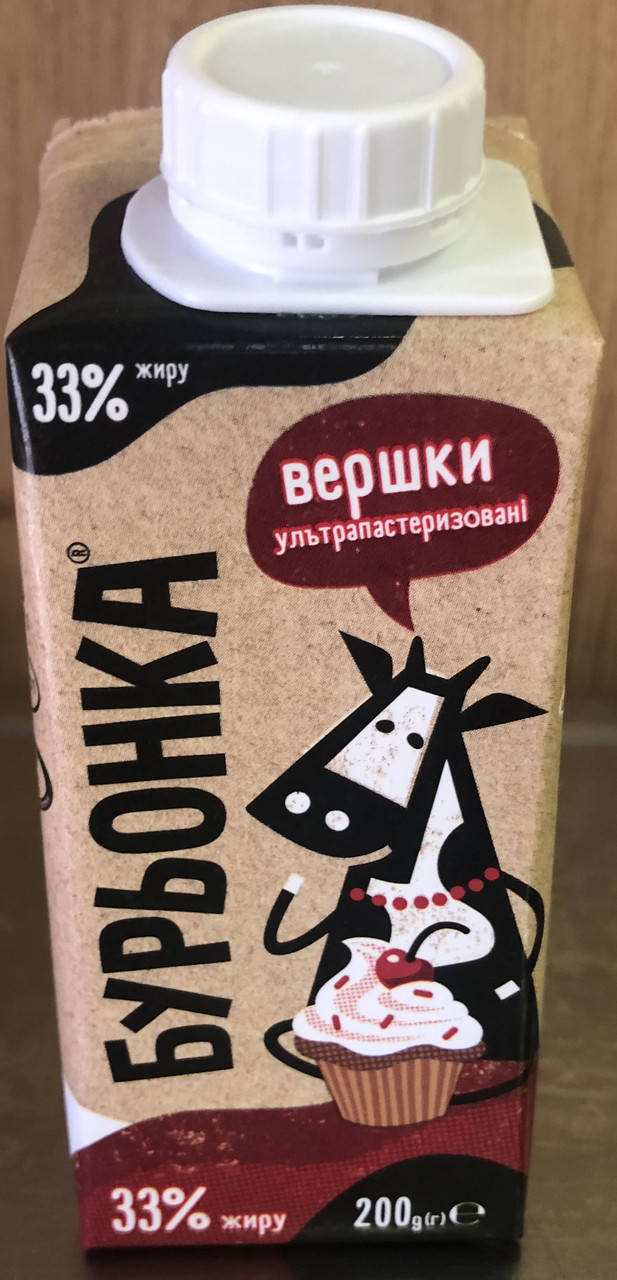 33% жиру
вершки
ультрапастеризовані
БУРЬОНКА®
33% жиру
200g(г)℮